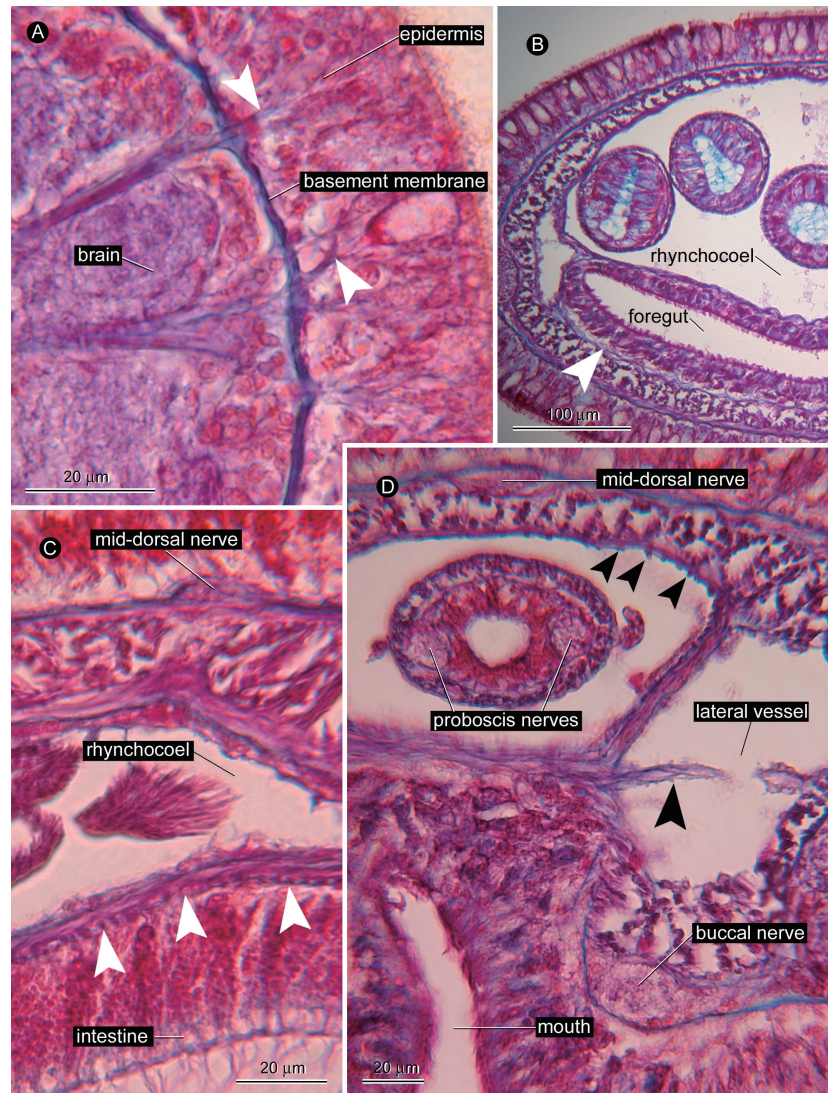 A
epidermis
basement membrane
brain
20 µm
B
rhynchocoel
foregut
100 µm
C
mid-dorsal nerve
rhynchocoel
intestine
20 µm
D
mid-dorsal nerve
proboscis nerves
lateral vessel
buccal nerve
mouth
20 µm